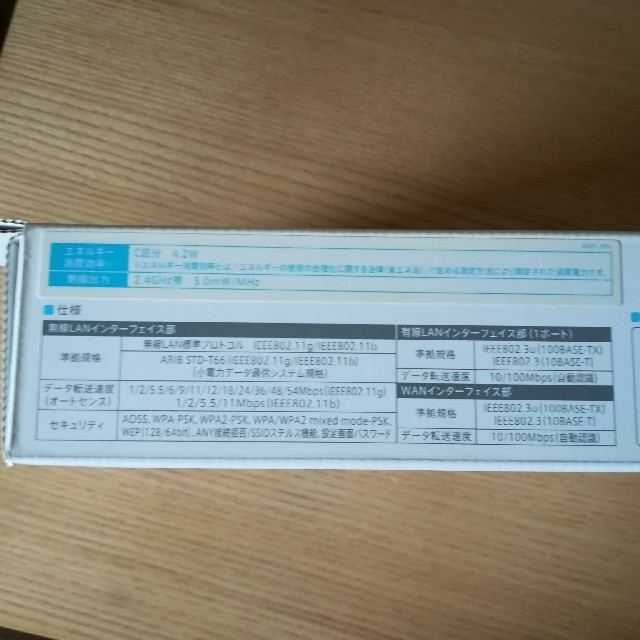 エネルギー消費効率 C区分 4.2W
※エネルギー消費効率とは、「エネルギーの使用の合理化に関する法律(省エネ法)」で定める測定方法により測定された消費電力です。
無線出力 2.4GHz帯 3.0mW/MHz
■仕様
無線LANインターフェイス部
準拠規格 無線LAN標準プロトコル IEEE802.11g/IEEE802.11b
ARIB STD-T66(IEEE802.11g/IEEE802.11b)
(小電力データ通信システム規格)
データ転送速度
(オートセンス)
1/2/5.5/6/9/11/12/18/24/36/48/54Mbps(IEEE802.11g)
1/2/5.5/11Mbps(IEEE802.11b)
セキュリティ
AOSS, WPA-PSK, WPA2-PSK, WPA/WPA2 mixed mode-PSK,
WEP(128/64bit)、ANY接続拒否/SSIDステルス機能、設定画面パスワード
有線LANインターフェイス部(1ポート)
準拠規格
IEEE802.3u(100BASE-TX)
IEEE802.3(10BASE-T)
データ転送速度 10/100Mbps(自動認識)
WANインターフェイス部
準拠規格
IEEE802.3u(100BASE-TX)
IEEE802.3(10BASE-T)
データ転送速度 10/100Mbps(自動認識)